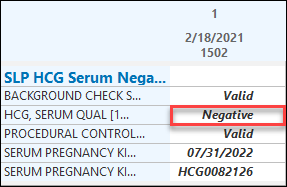 1
2/18/2021
1502
SLP HCG Serum Nega...
BACKGROUND CHECK S... Valid
HCG, SERUM QUAL [1... Negative
PROCEDURAL CONTROL... Valid
SERUM PREGNANCY KI... 07/31/2022
SERUM PREGNANCY KI... HCG0082126